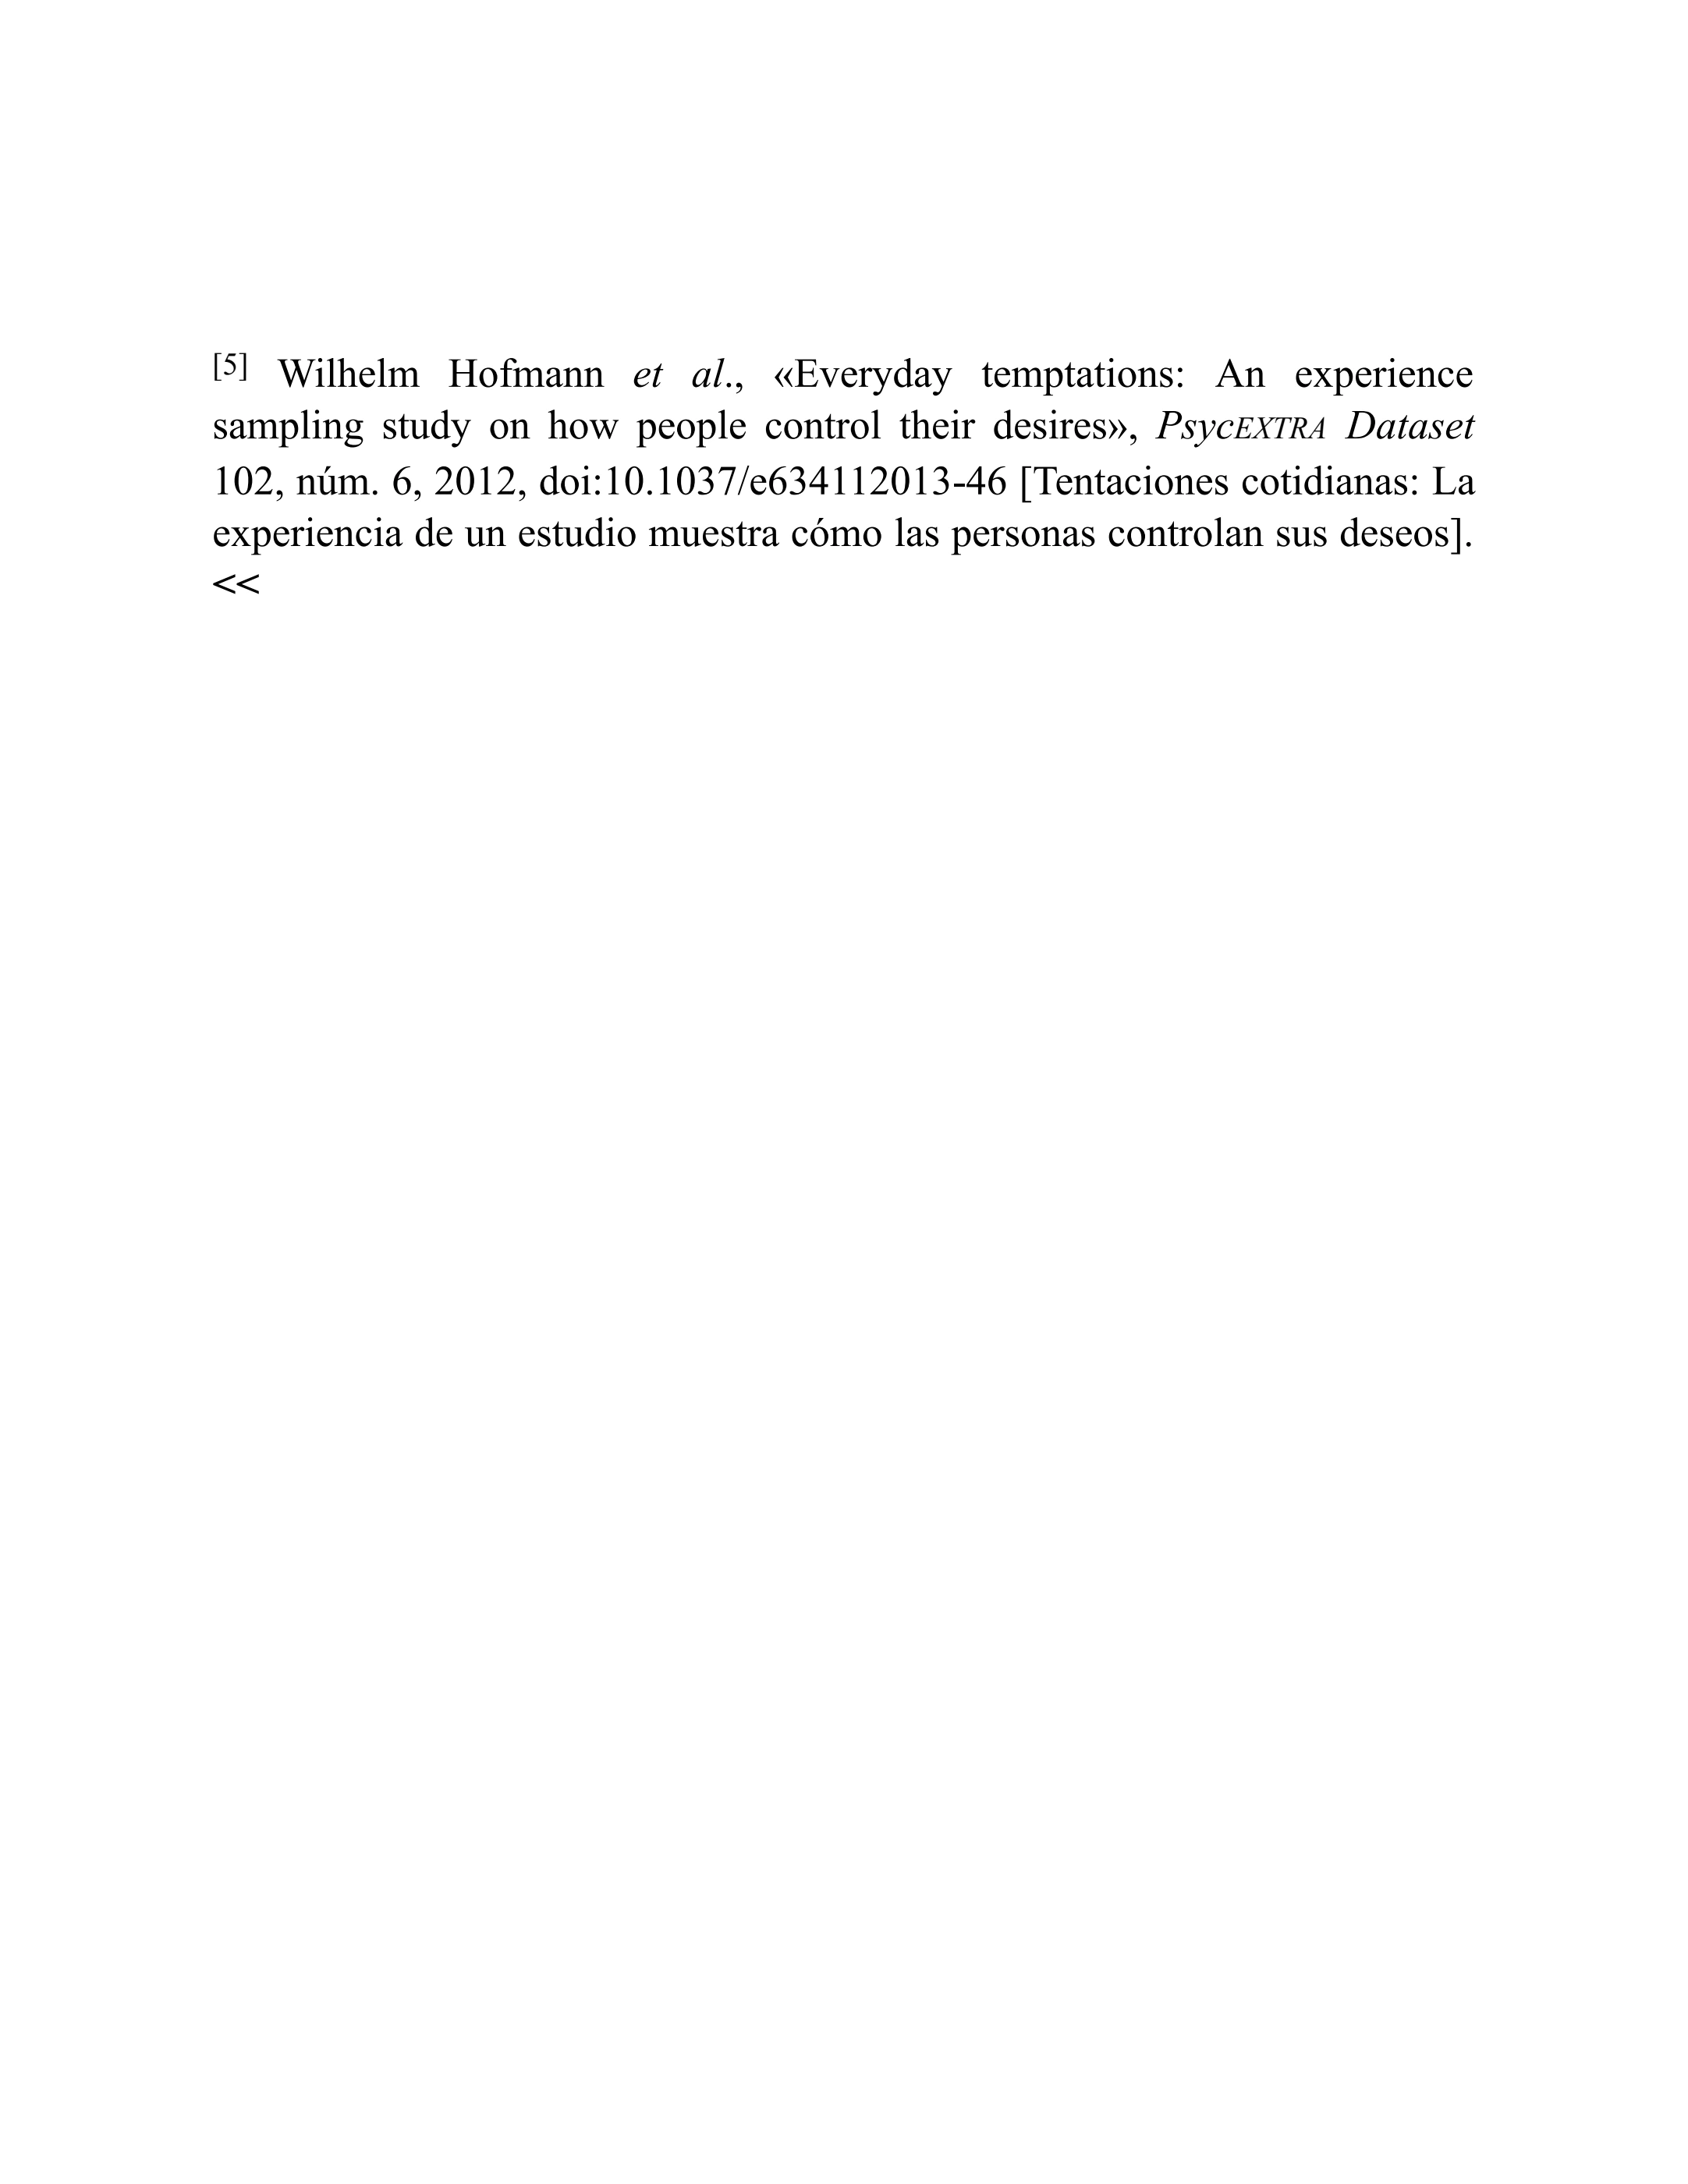 [5] Wilhelm Hofmann et al., «Everyday temptations: An experience
sampling study on how people control their desires», PsycEXTRA Dataset
102, núm. 6, 2012, doi:10.1037/e634112013-46 [Tentaciones cotidianas: La
experiencia de un estudio muestra cómo las personas controlan sus deseos].
<<